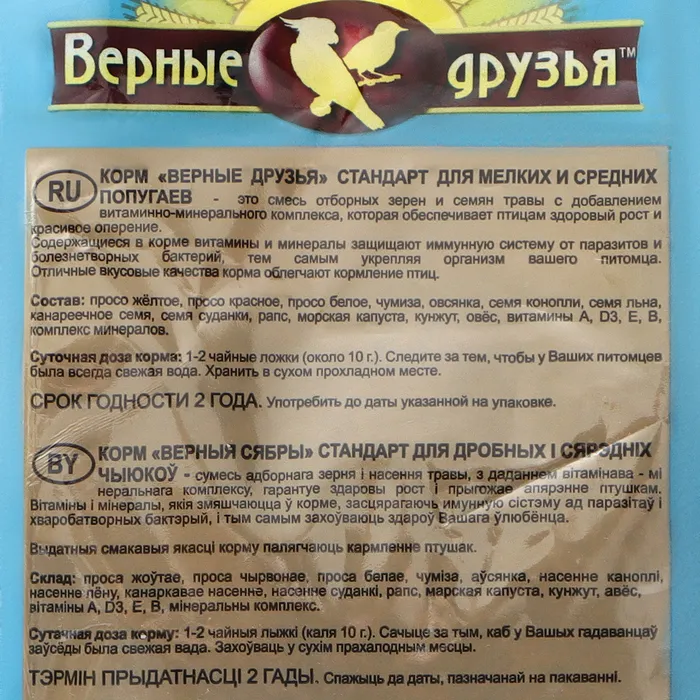 Верные друзья™
RU
КОРМ «ВЕРНЫЕ ДРУЗЬЯ» СТАНДАРТ ДЛЯ МЕЛКИХ И СРЕДНИХ
ПОПУГАЕВ - это смесь отборных зерен и семян травы с добавлением
витаминно-минерального комплекса, которая обеспечивает птицам здоровый рост и
красивое оперение.
Содержащиеся в корме витамины и минералы защищают иммунную систему от паразитов и
болезнетворных бактерий, тем самым укрепляя организм вашего питомца.
Отличные вкусовые качества корма облегчают кормление птиц.
Состав: просо жёлтое, просо красное, просо белое, чумиза, овсянка, семя конопли, семя льна,
канареечное семя, семя суданки, рапс, морская капуста, кунжут, овёс, витамины А, D3, Е, В,
комплекс минералов.
Суточная доза корма: 1-2 чайные ложки (около 10 г.). Следите за тем, чтобы у Ваших питомцев
была всегда свежая вода. Хранить в сухом прохладном месте.
СРОК ГОДНОСТИ 2 ГОДА. Употребить до даты указанной на упаковке.
BY
КОРМ «ВЕРНЫЯ СЯБРЫ» СТАНДАРТ ДЛЯ ДРОБНЫХ І СЯРЭДНІХ
ЧЫЮКОЎ - сумесь адборнага зерня і насення травы, з даданнем вітамінава - мі
неральнага комплексу, гарантуе здаровы рост і прыгожае апярэнне птушкам.
Вітаміны і мінералы, якія змяшчаюцца ў корме, засцярагаюць імунную сістэму ад паразітаў і
хваробатворных бактэрый, і тым самым захоўваюць здароў Вашага ўлюбёнца.
Выдатныя смакавыя якасці корму палягчаюць кармленне птушак.
Склад: проса жоўтае, проса чырвонае, проса белае, чуміза, аўсянка, насенне каноплі,
насенне лёну, канаркавае насеннё, насенне суданкі, рапс, марская капуста, кунжут, авёс,
вітаміны А, D3, Е, В, мінеральны комплекс.
Сутачная доза корму: 1-2 чайныя лыжкі (каля 10 г.). Сачыце за тым, каб у Вашых гадаванцаў
заўсёды была свежая вада. Захоўваць у сухім прахалодным месцы.
ТЭРМІН ПРЫДАТНАСЦІ 2 ГАДЫ. Спажыць да даты, пазначанай на пакаванні.